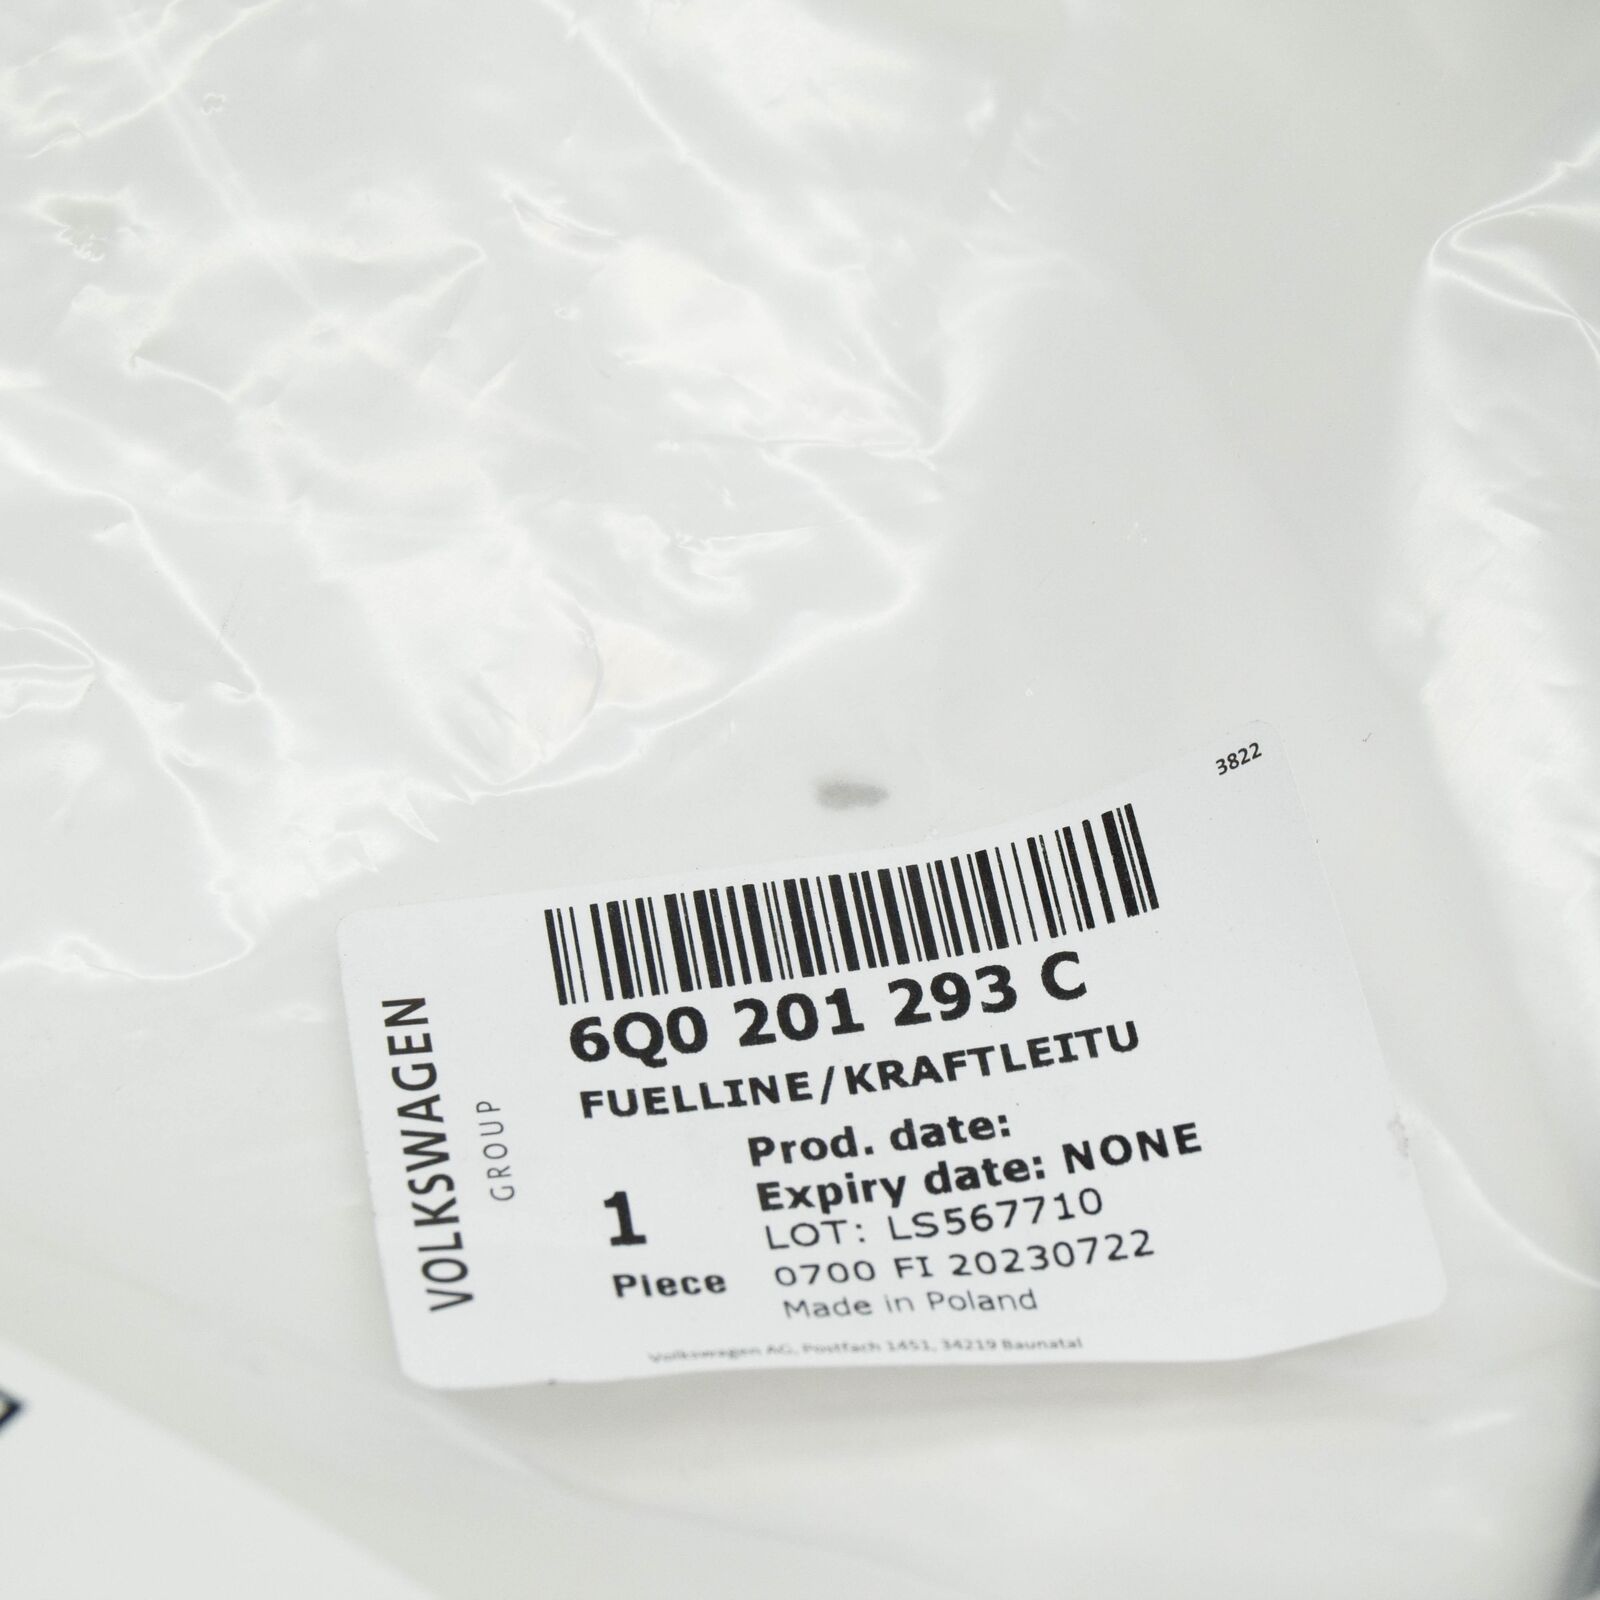 3822
VOLKSWAGEN
GROUP
6Q0 201 293 C
FUELLINE/KRAFTLEITU
Prod. date:
Expiry date: NONE
1
Piece
LOT: LS567710
0700 FI 20230722
Made in Poland
Volkswagen AG, Postfach 1451, 34219 Baunatal